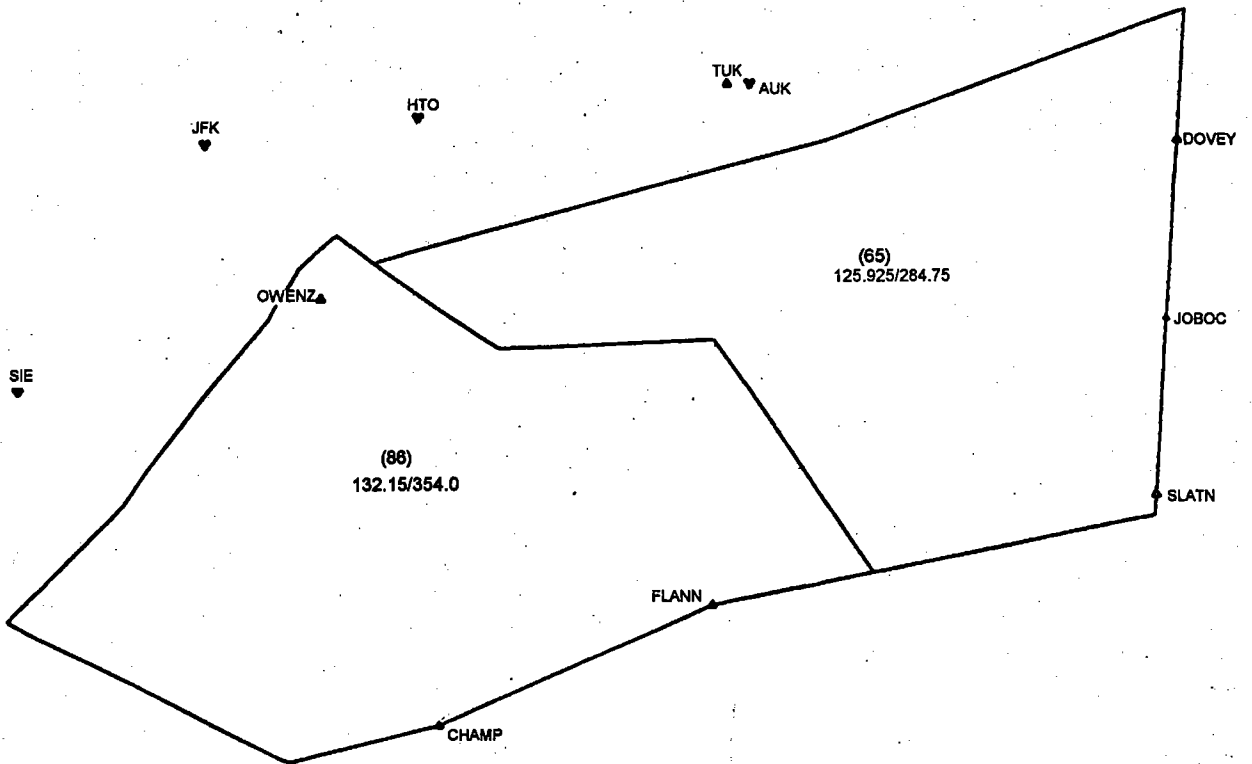 TUK
AUK
HTO
JFK
DOVEY
(65)
125.925/284.75
OWENZ
JOBOC
SIE
(86)
132.15/354.0
SLATN
FLANN
CHAMP